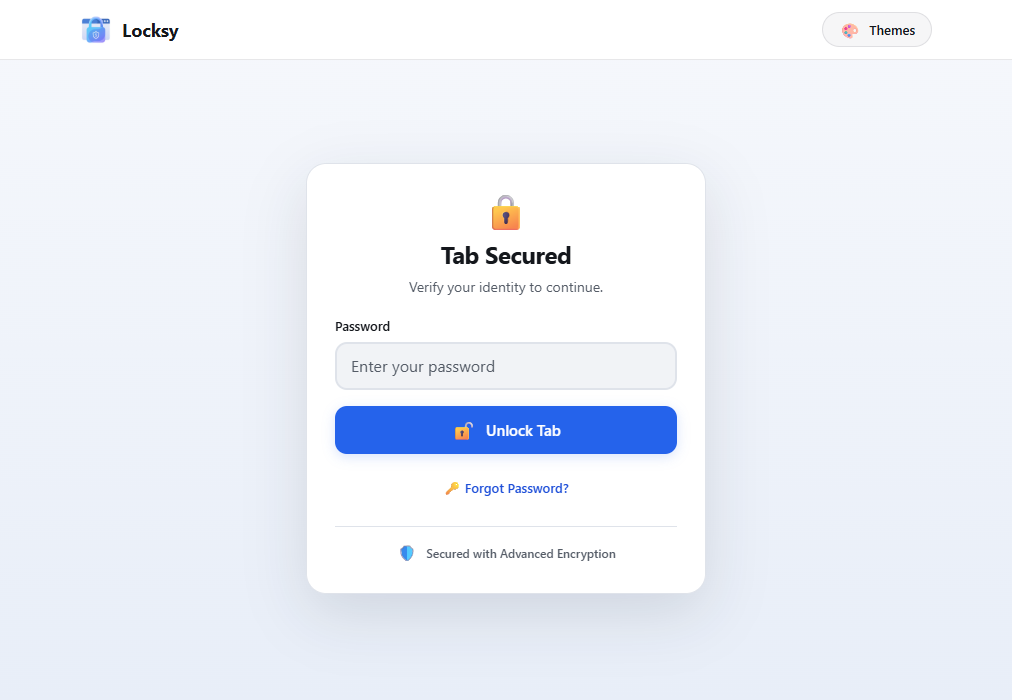 Locksy
Themes
Tab Secured
Verify your identity to continue.
Password
Enter your password
Unlock Tab
Forgot Password?
Secured with Advanced Encryption